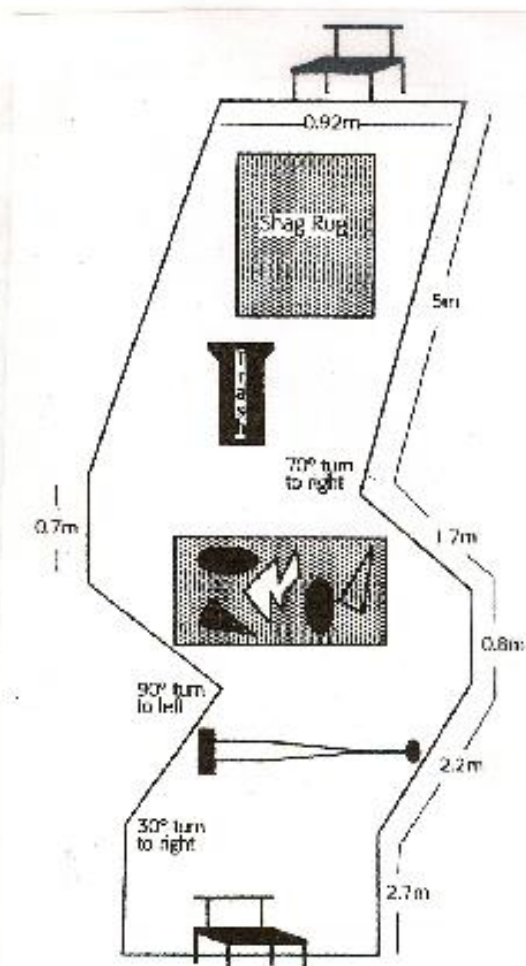 0.92m
Shag Rug
Trash
5m
70° turn
to right
0.7m
1.7m
0.8m
90° turn
to left
2.2m
30° turn
to right
2.7m